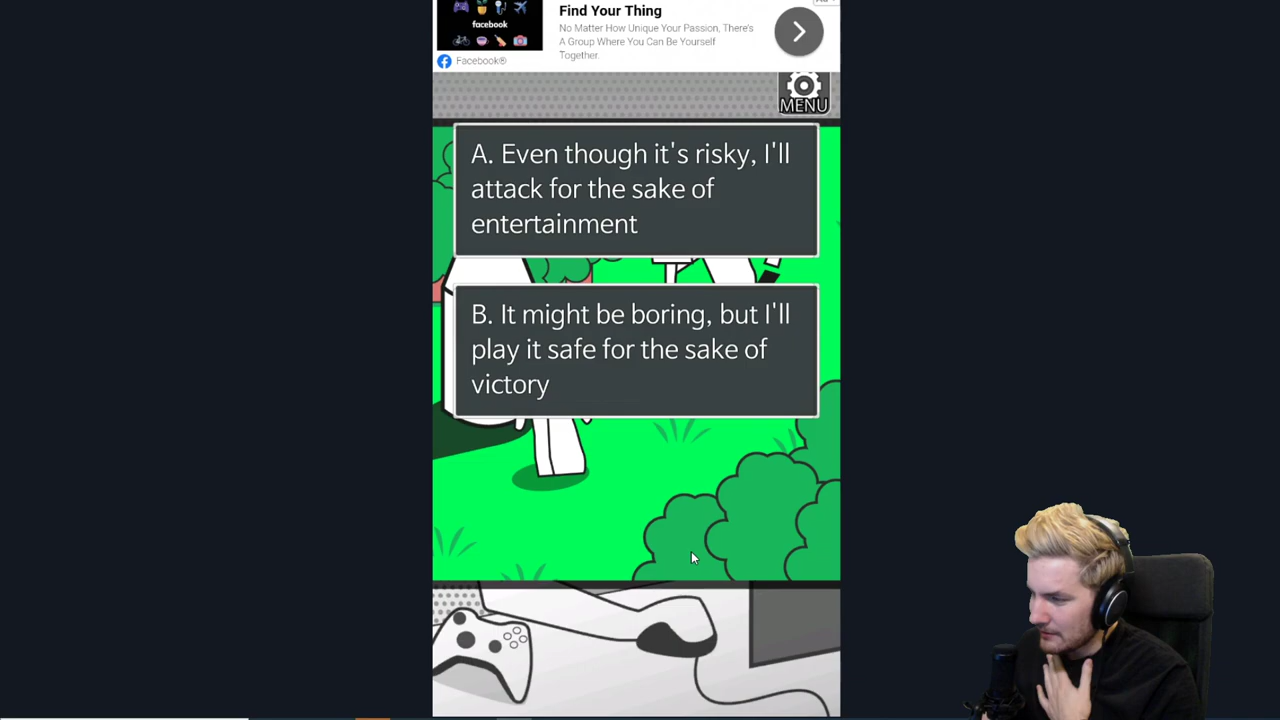 Find Your Thing
No Matter How Unique Your Passion, There's
A Group Where You Can Be Yourself
Together.
facebook
Facebook®
MENU
A. Even though it's risky, I'll
attack for the sake of
entertainment
B. It might be boring, but I'll
play it safe for the sake of
victory